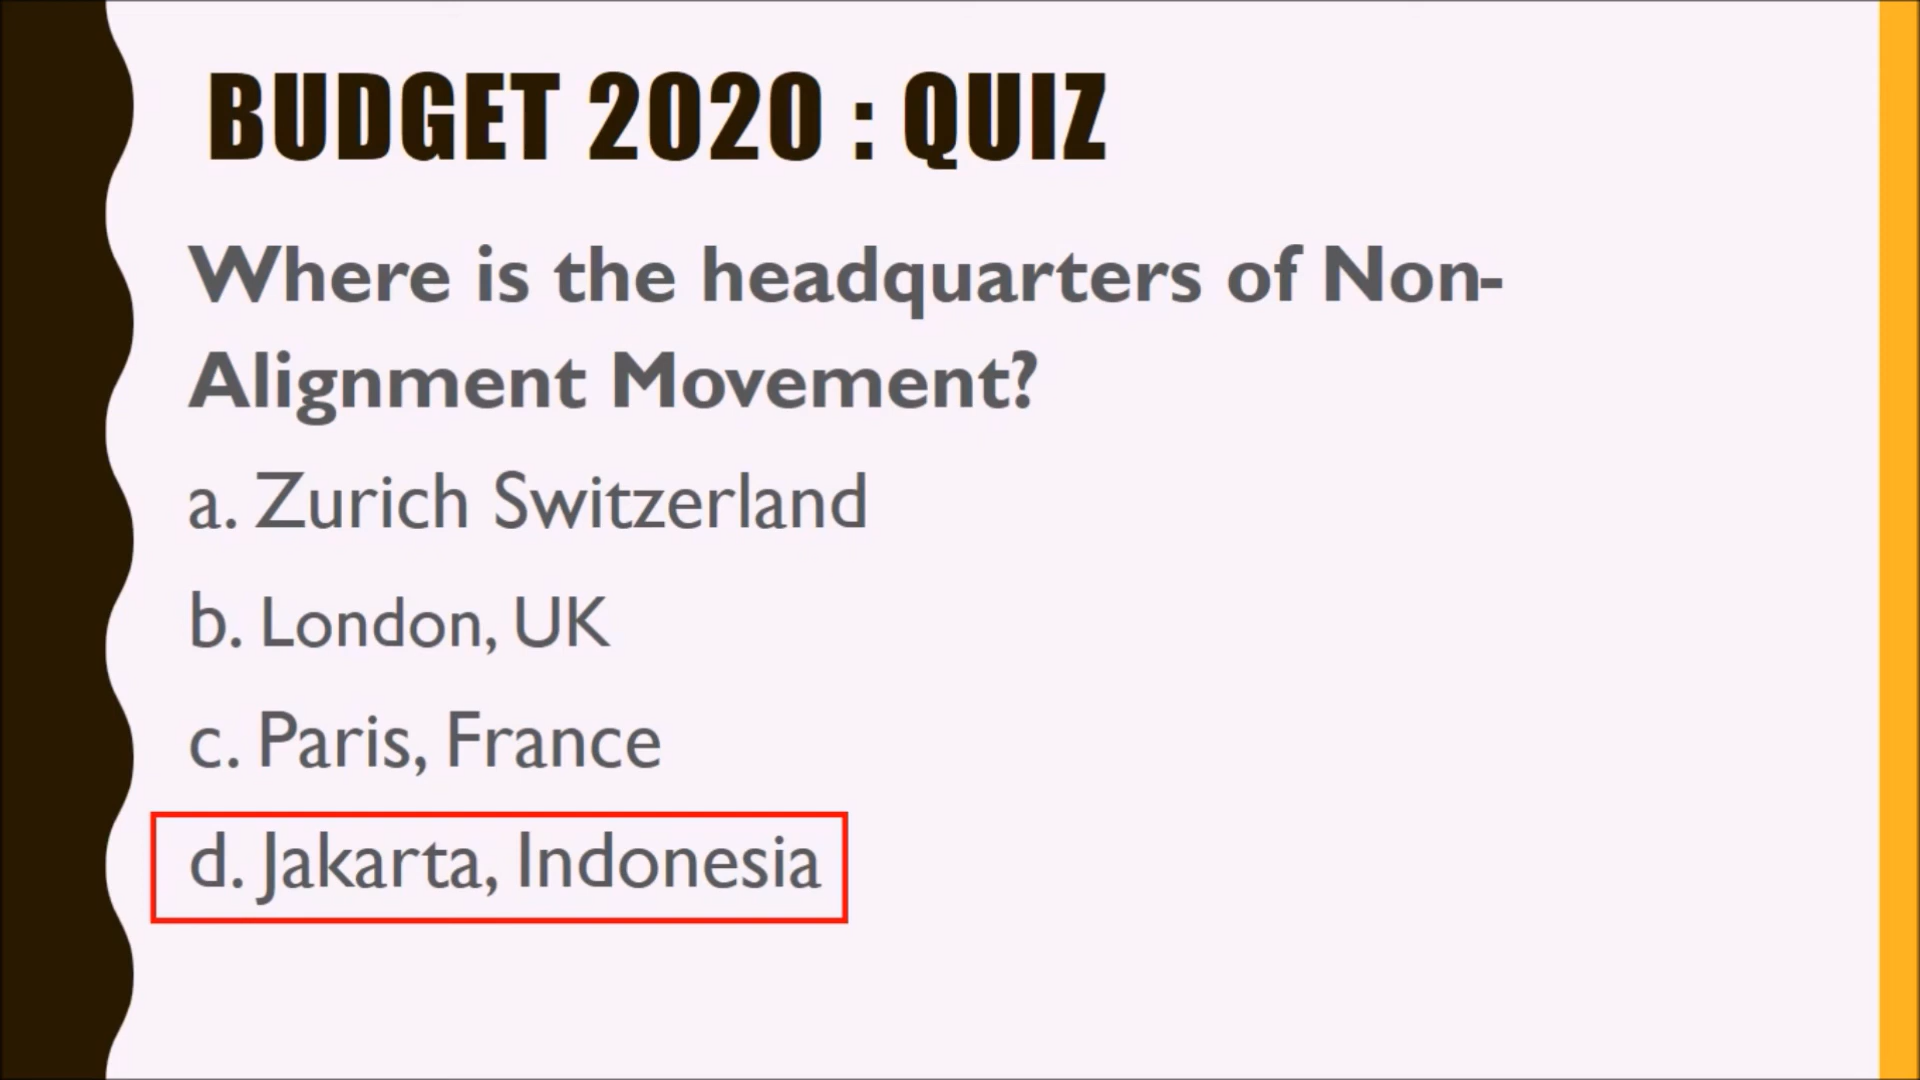 BUDGET 2020 : QUIZ
Where is the headquarters of Non-
Alignment Movement?
a. Zurich Switzerland
b. London, UK
c. Paris, France
d. Jakarta, Indonesia